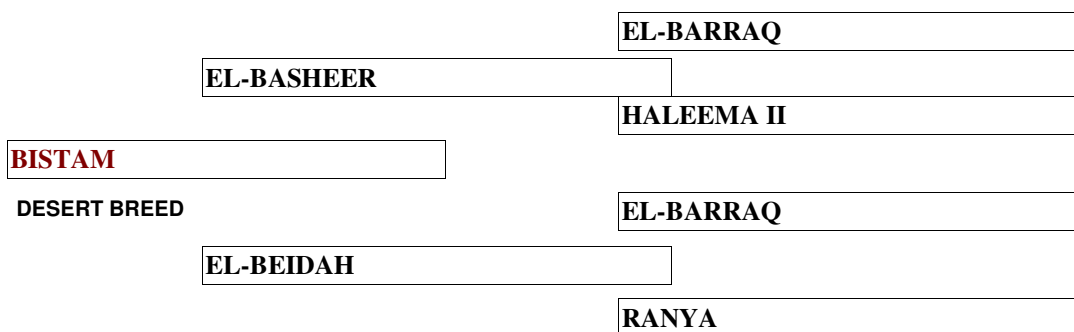 EL-BARRAQ
EL-BASHEER
HALEEMA II
BISTAM
DESERT BREED
EL-BARRAQ
EL-BEIDAH
RANYA